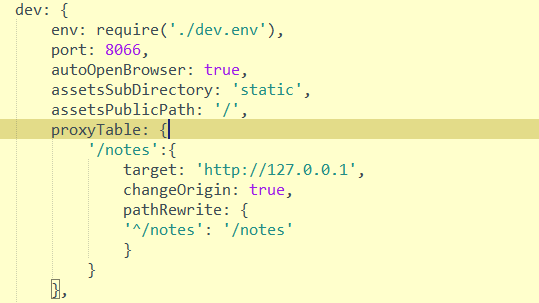 dev: {
env: require('./dev.env'),
port: 8066,
autoOpenBrowser: true,
assetsSubDirectory: 'static',
assetsPublicPath: '/',
proxyTable: {
'/notes':{
target: 'http://127.0.0.1',
changeOrigin: true,
pathRewrite: {
'^/notes': '/notes'
}
}
},